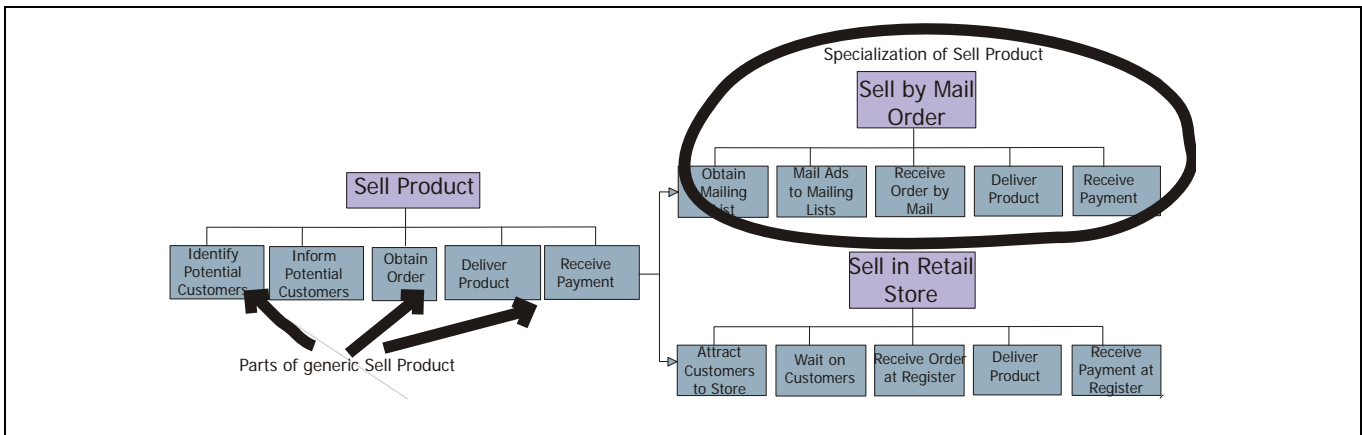 Specialization of Sell Product
Sell by Mail
Order
Obtain
Mailing
List
Mail Ads
to Mailing
Lists
Receive
Order by
Mail
Deliver
Product
Receive
Payment
Sell Product
Identify
Potential
Customers
Inform
Potential
Customers
Obtain
Order
Deliver
Product
Receive
Payment
Parts of generic Sell Product
Sell in Retail
Store
Attract
Customers
to Store
Wait on
Customers
Receive Order
at Register
Deliver
Product
Receive
Payment at
Register